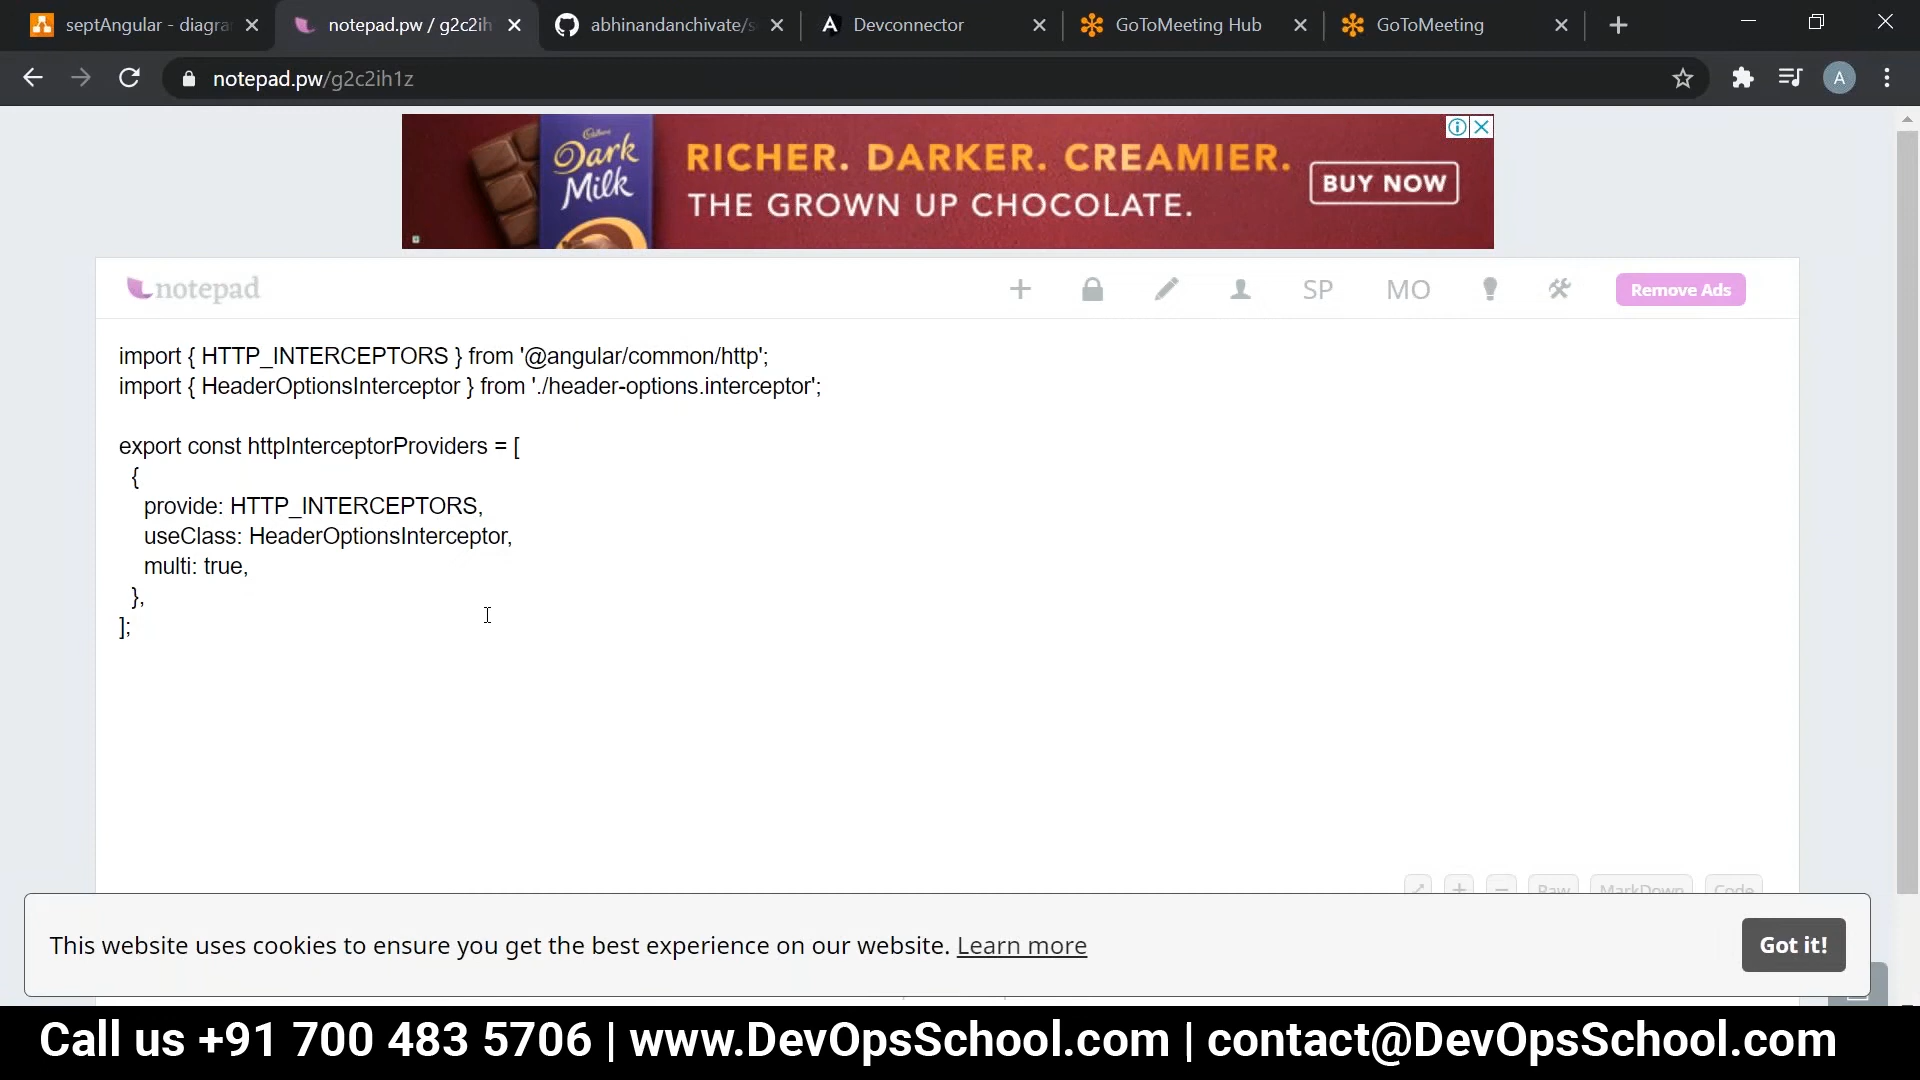 septAngular - diagra
notepad.pw / g2c2ih
abhinandanchivate/s
Devconnector
GoToMeeting Hub
GoToMeeting
notepad.pw/g2c2ih1z
A
Cadbury
Dark
Milk
RICHER. DARKER. CREAMIER.
THE GROWN UP CHOCOLATE.
BUY NOW
notepad
SP
MO
Remove Ads
import { HTTP_INTERCEPTORS } from '@angular/common/http';
import { HeaderOptionsInterceptor } from './header-options.interceptor';
export const httpInterceptorProviders = [
{
provide: HTTP_INTERCEPTORS,
useClass: HeaderOptionsInterceptor,
multi: true,
},
];
Raw
MarkDown
Code
This website uses cookies to ensure you get the best experience on our website. Learn more
Got it!
Call us +91 700 483 5706 | www.DevOpsSchool.com | contact@DevOpsSchool.com